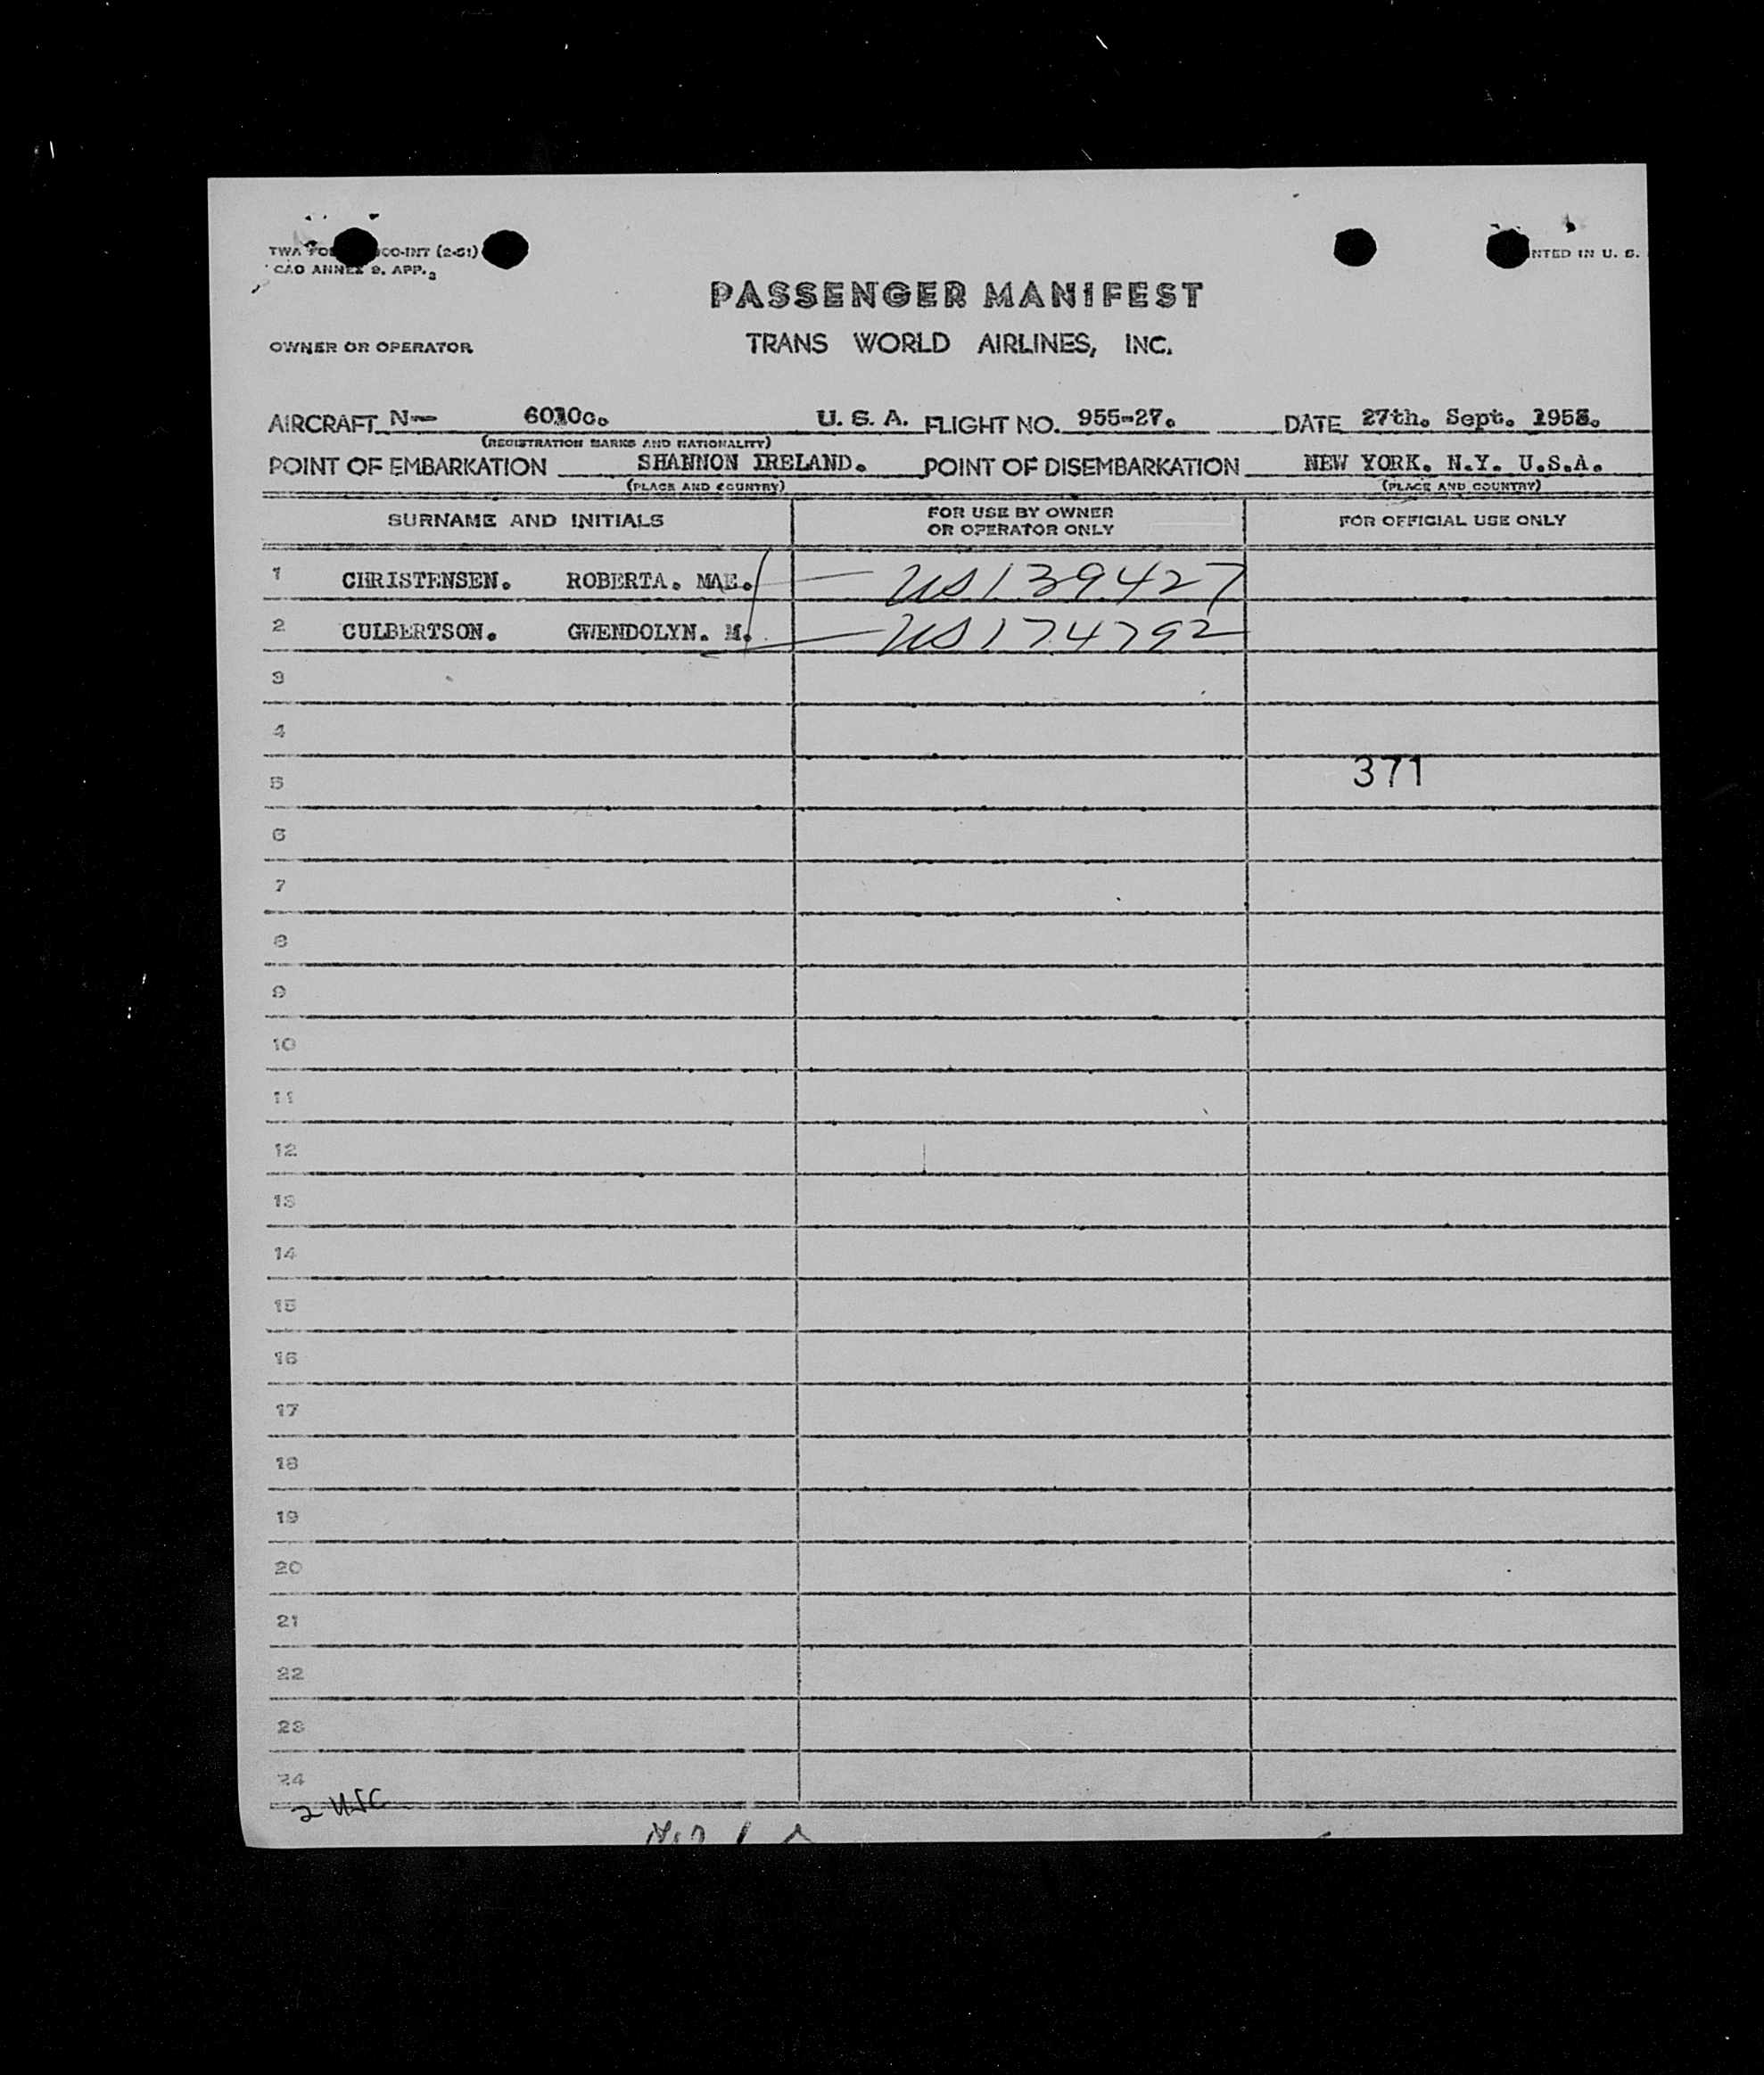 TWA FO OO-INT (2-51) NTED IN U. S.
CAO ANNEX 9. APP. 3
PASSENGER MANIFEST
OWNER OR OPERATOR TRANS WORLD AIRLINES, INC.
AIRCRAFT N- 6010c. U. S. A. FLIGHT NO. 955-27. DATE 27th. Sept.
(REGISTRATION MARKS AND NATIONALITY)
POINT OF EMBARKATION SHANNON IRELAND. POINT OF DISEMBARKATION NEW YORK. N.Y. U.S.A.
(PLACE AND COUNTRY) (PLACE AND COUNTRY)
SURNAME AND INITIALS FOR USE BY OWNER OR OPERATOR ONLY FOR OFFICIAL USE ONLY
1 CHRISTENSEN. ROBERTA. MAE. US139427
2 CULBERTSON. GWENDOLYN. M. US174792
3
4
5 371
6
7
8
9
10
11
12
13
14
15
16
17
18
19
20
21
22
23
24
2 USC